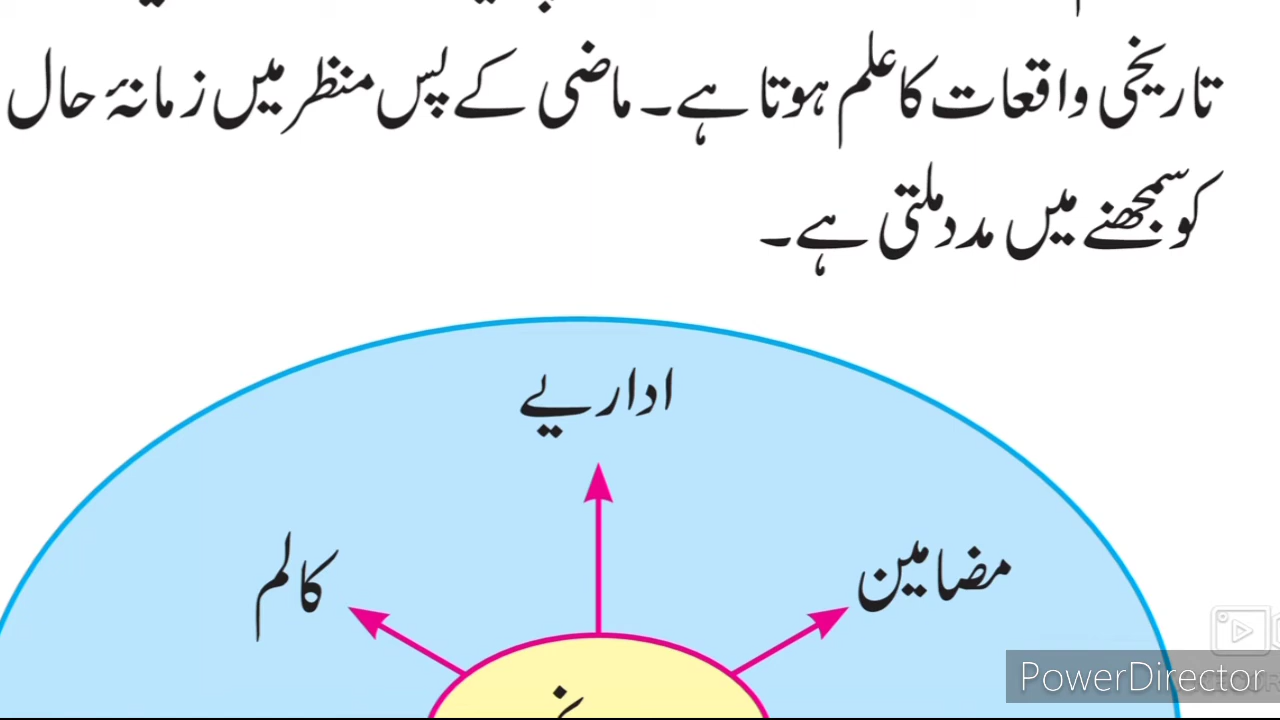 تاریخی واقعات کا علم ہوتا ہے۔ ماضی کے پس منظر میں زمانۂ حال
کو سمجھنے میں مدد ملتی ہے۔
اداریے
مضامین
کالم
PowerDirector